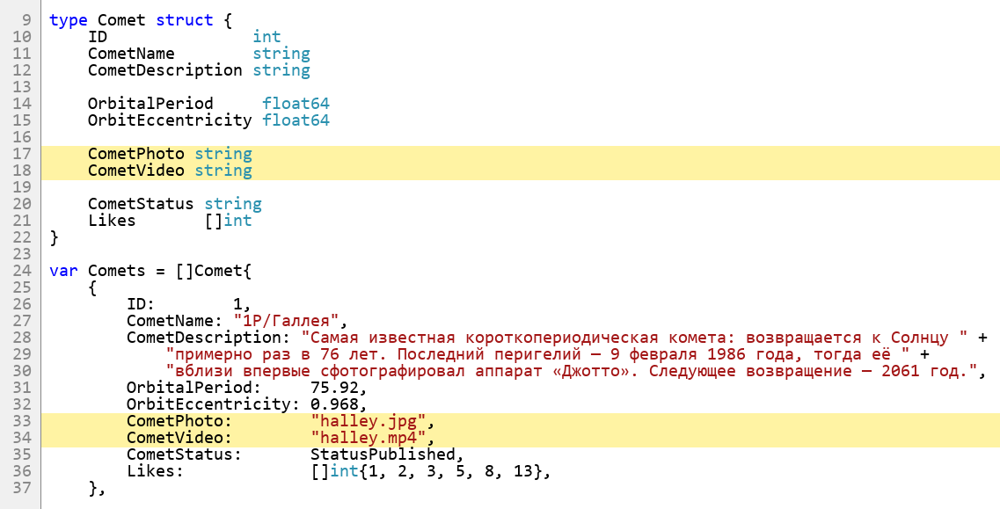 9 type Comet struct {
10     ID               int
11     CometName        string
12     CometDescription string
13
14     OrbitalPeriod     float64
15     OrbitEccentricity float64
16
17     CometPhoto string
18     CometVideo string
19
20     CometStatus string
21     Likes       []int
22 }
23
24 var Comets = []Comet{
25     {
26         ID:        1,
27         CometName: "1P/Галлея",
28         CometDescription: "Самая известная короткопериодическая комета: возвращается к Солнцу " +
29             "примерно раз в 76 лет. Последний перигелий — 9 февраля 1986 года, тогда её " +
30             "вблизи впервые сфотографировал аппарат «Джотто». Следующее возвращение — 2061 год.",
31         OrbitalPeriod:     75.92,
32         OrbitEccentricity: 0.968,
33         CometPhoto:        "halley.jpg",
34         CometVideo:        "halley.mp4",
35         CometStatus:       StatusPublished,
36         Likes:             []int{1, 2, 3, 5, 8, 13},
37     },